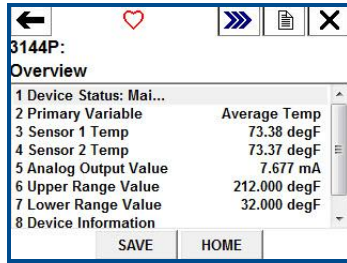 3144P:
Overview
1 Device Status: Mai...
2 Primary Variable Average Temp
3 Sensor 1 Temp 73.38 degF
4 Sensor 2 Temp 73.37 degF
5 Analog Output Value 7.677 mA
6 Upper Range Value 212.000 degF
7 Lower Range Value 32.000 degF
8 Device Information
SAVE HOME